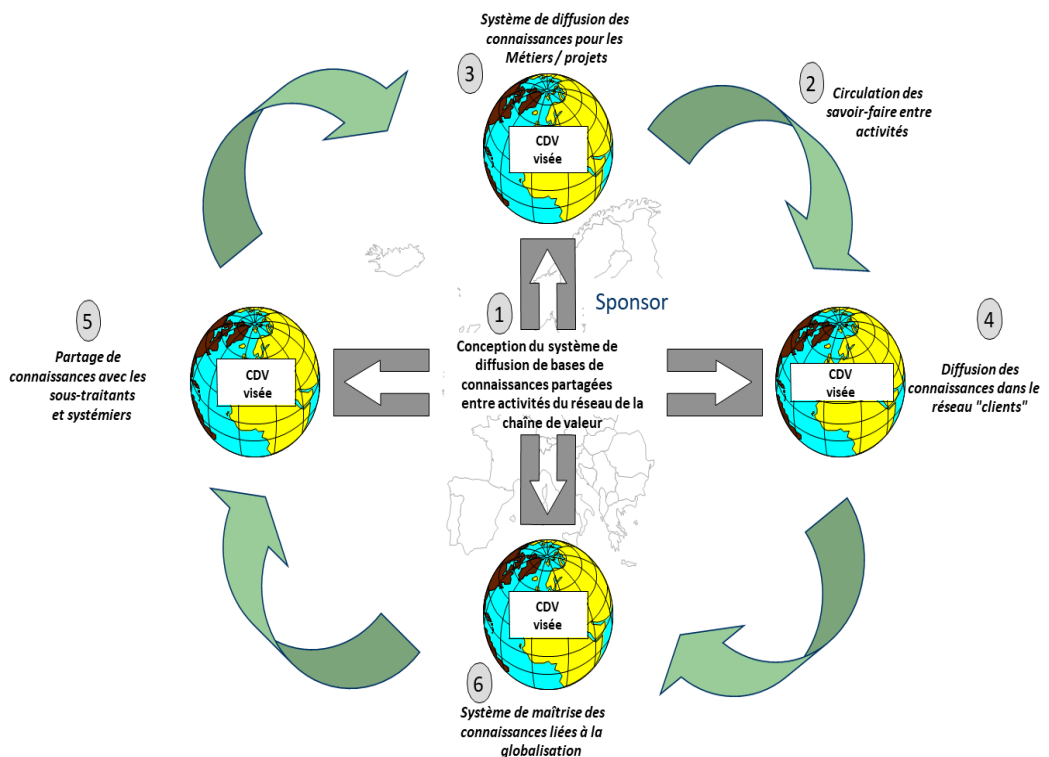 Système de diffusion des
connaissances pour les
Métiers / projets
3
CDV
visée
2
Circulation des
savoir-faire entre
activités
Sponsor
1
Conception du système de
diffusion de bases de
connaissances partagées
entre activités du réseau de la
chaîne de valeur
5
Partage de
connaissances avec les
sous-traitants
et systémiers
CDV
visée
CDV
visée
4
Diffusion des
connaissances dans le
réseau "clients"
CDV
visée
6
Système de maîtrise des
connaissances liées à la
globalisation